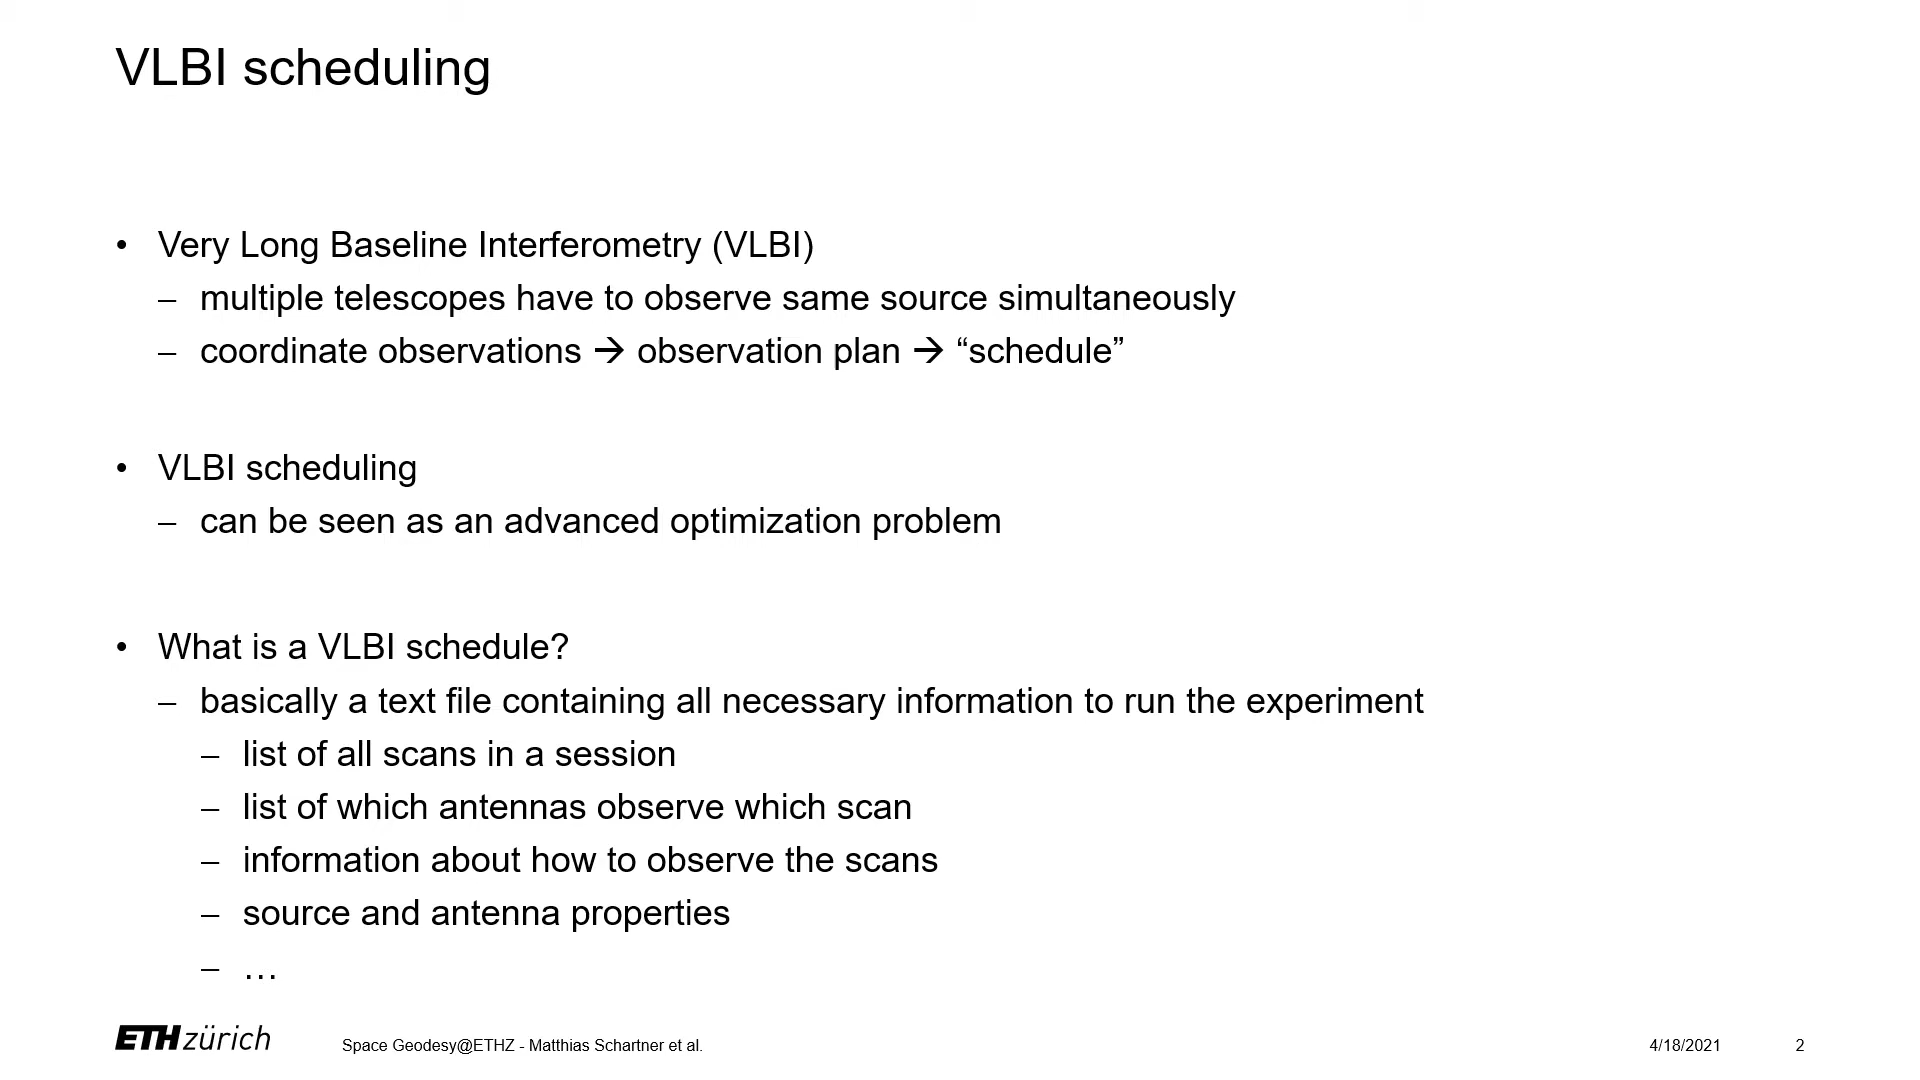 VLBI scheduling
• Very Long Baseline Interferometry (VLBI)
– multiple telescopes have to observe same source simultaneously
– coordinate observations → observation plan → “schedule”
• VLBI scheduling
– can be seen as an advanced optimization problem
• What is a VLBI schedule?
– basically a text file containing all necessary information to run the experiment
– list of all scans in a session
– list of which antennas observe which scan
– information about how to observe the scans
– source and antenna properties
– …
ETH zürich
Space Geodesy@ETHZ - Matthias Schartner et al.
4/18/2021
2